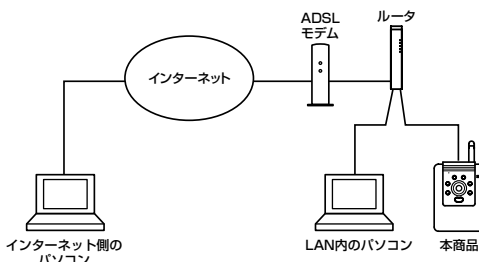 ADSL
モデム
ルータ
インターネット
インターネット側の
パソコン
LAN内のパソコン
本商品